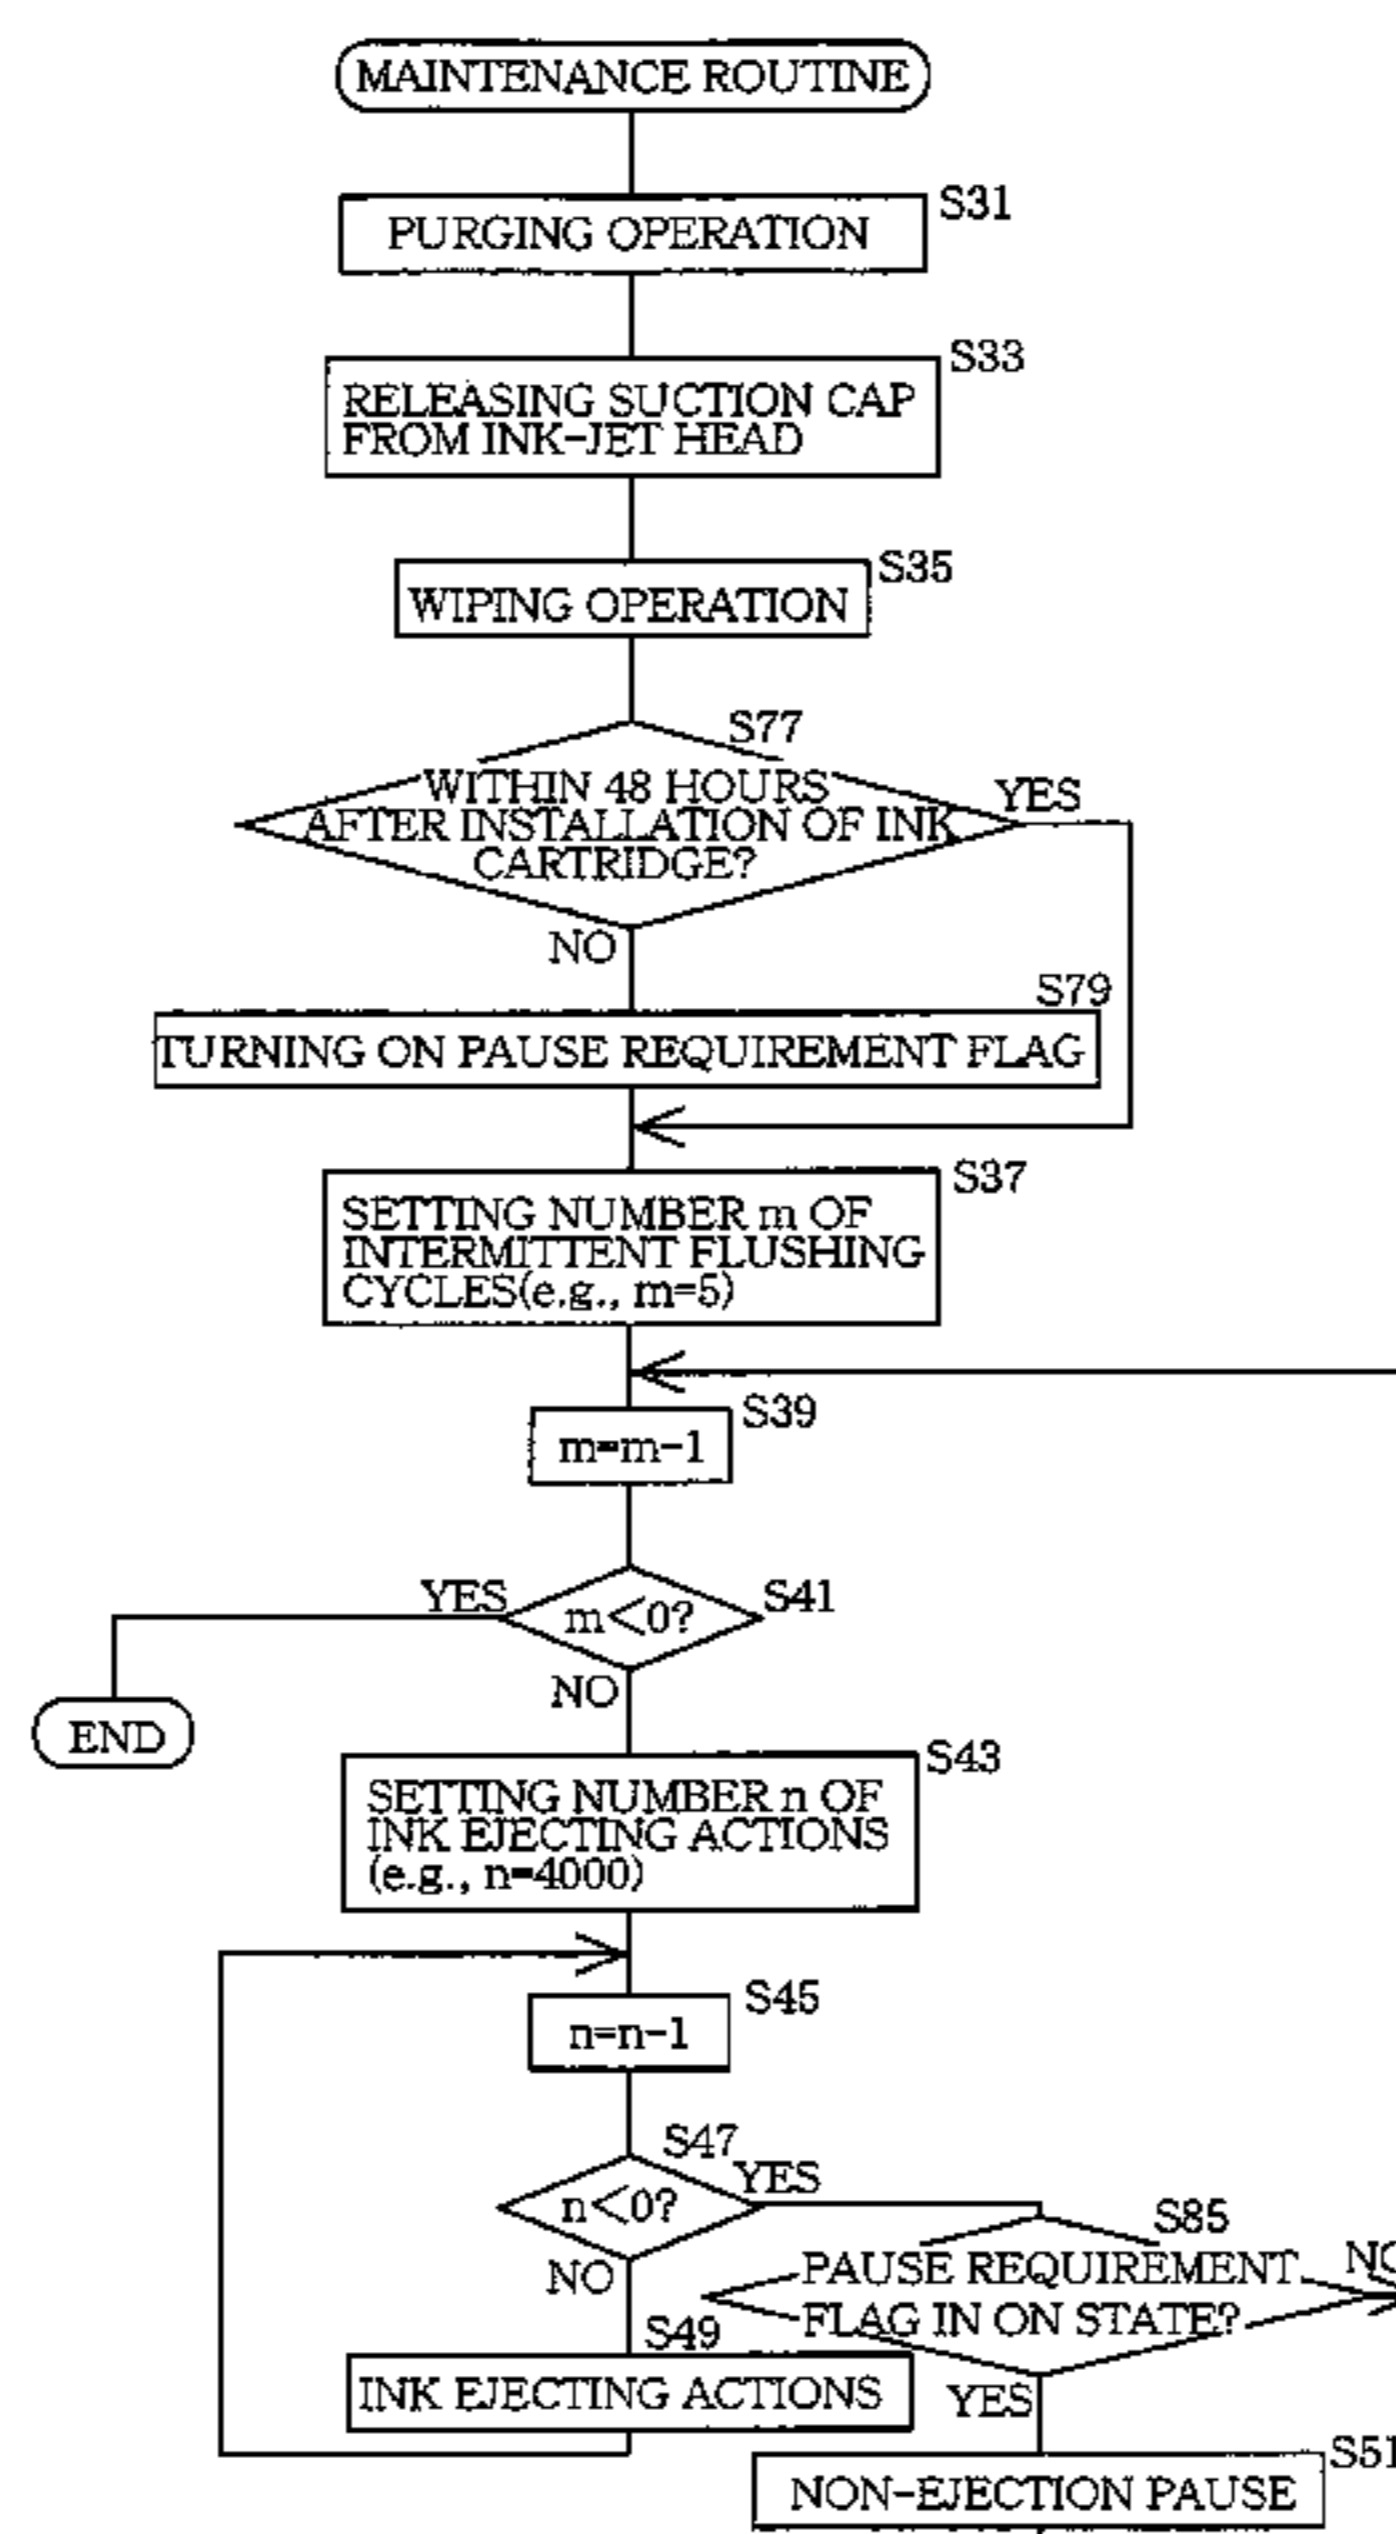 MAINTENANCE ROUTINE
S31
PURGING OPERATION
S33
RELEASING SUCTION CAP
FROM INK-JET HEAD
S35
WIPING OPERATION
S77
WITHIN 48 HOURS
AFTER INSTALLATION OF INK
CARTRIDGE?
YES
NO
S79
TURNING ON PAUSE REQUIREMENT FLAG
S37
SETTING NUMBER m OF
INTERMITTENT FLUSHING
CYCLES(e.g., m=5)
S39
m=m-1
YES
S41
m<0?
NO
END
S43
SETTING NUMBER n OF
INK EJECTING ACTIONS
(e.g., n=4000)
S45
n=n-1
S47
YES
n<0?
NO
S85
PAUSE REQUIREMENT
FLAG IN ON STATE?
NO
YES
S49
INK EJECTING ACTIONS
S51
NON-EJECTION PAUSE